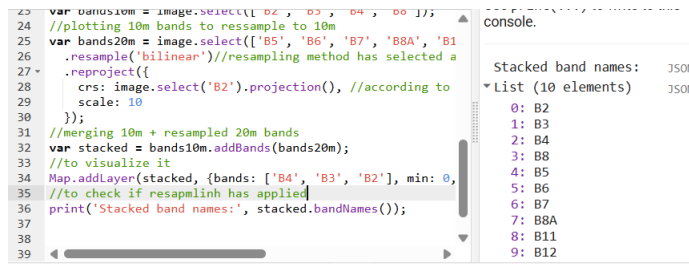 23 var bands10m = image.select(['B2', 'B3', 'B4', 'B8']);
24 //plotting 10m bands to ressample to 10m
25 var bands20m = image.select(['B5', 'B6', 'B7', 'B8A', 'B1
26 .resample('bilinear')//resampling method has selected a
27 .reproject({
28 crs: image.select('B2').projection(), //according to
29 scale: 10
30 });
31 //merging 10m + resampled 20m bands
32 var stacked = bands10m.addBands(bands20m);
33 //to visualize it
34 Map.addLayer(stacked, {bands: ['B4', 'B3', 'B2'], min: 0,
35 //to check if resapmlinh has applied
36 print('Stacked band names:', stacked.bandNames());
37
38
39
console.
Stacked band names: JSO
List (10 elements) JSO
0: B2
1: B3
2: B4
3: B8
4: B5
5: B6
6: B7
7: B8A
8: B11
9: B12